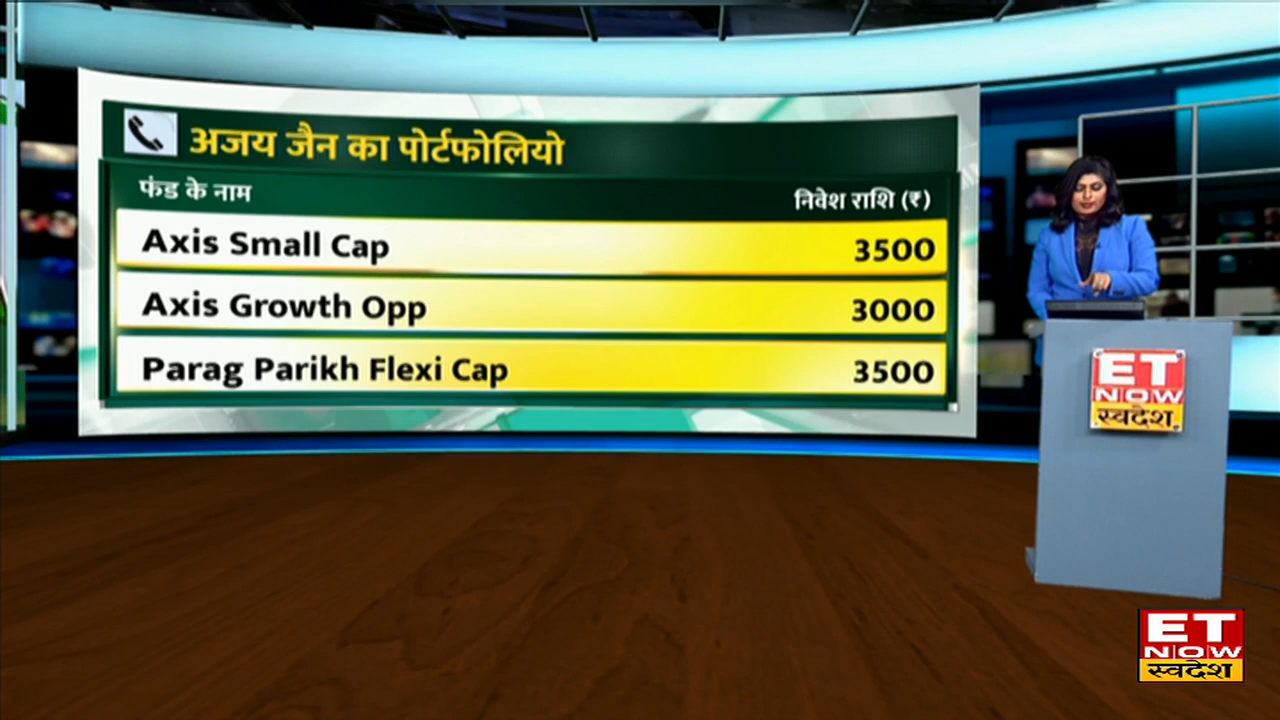 अजय जैन का पोर्टफोलियो
फंड के नाम निवेश राशि (₹)
Axis Small Cap 3500
Axis Growth Opp 3000
Parag Parikh Flexi Cap 3500
ET
NOW
स्वदेश
ET
NOW
स्वदेश